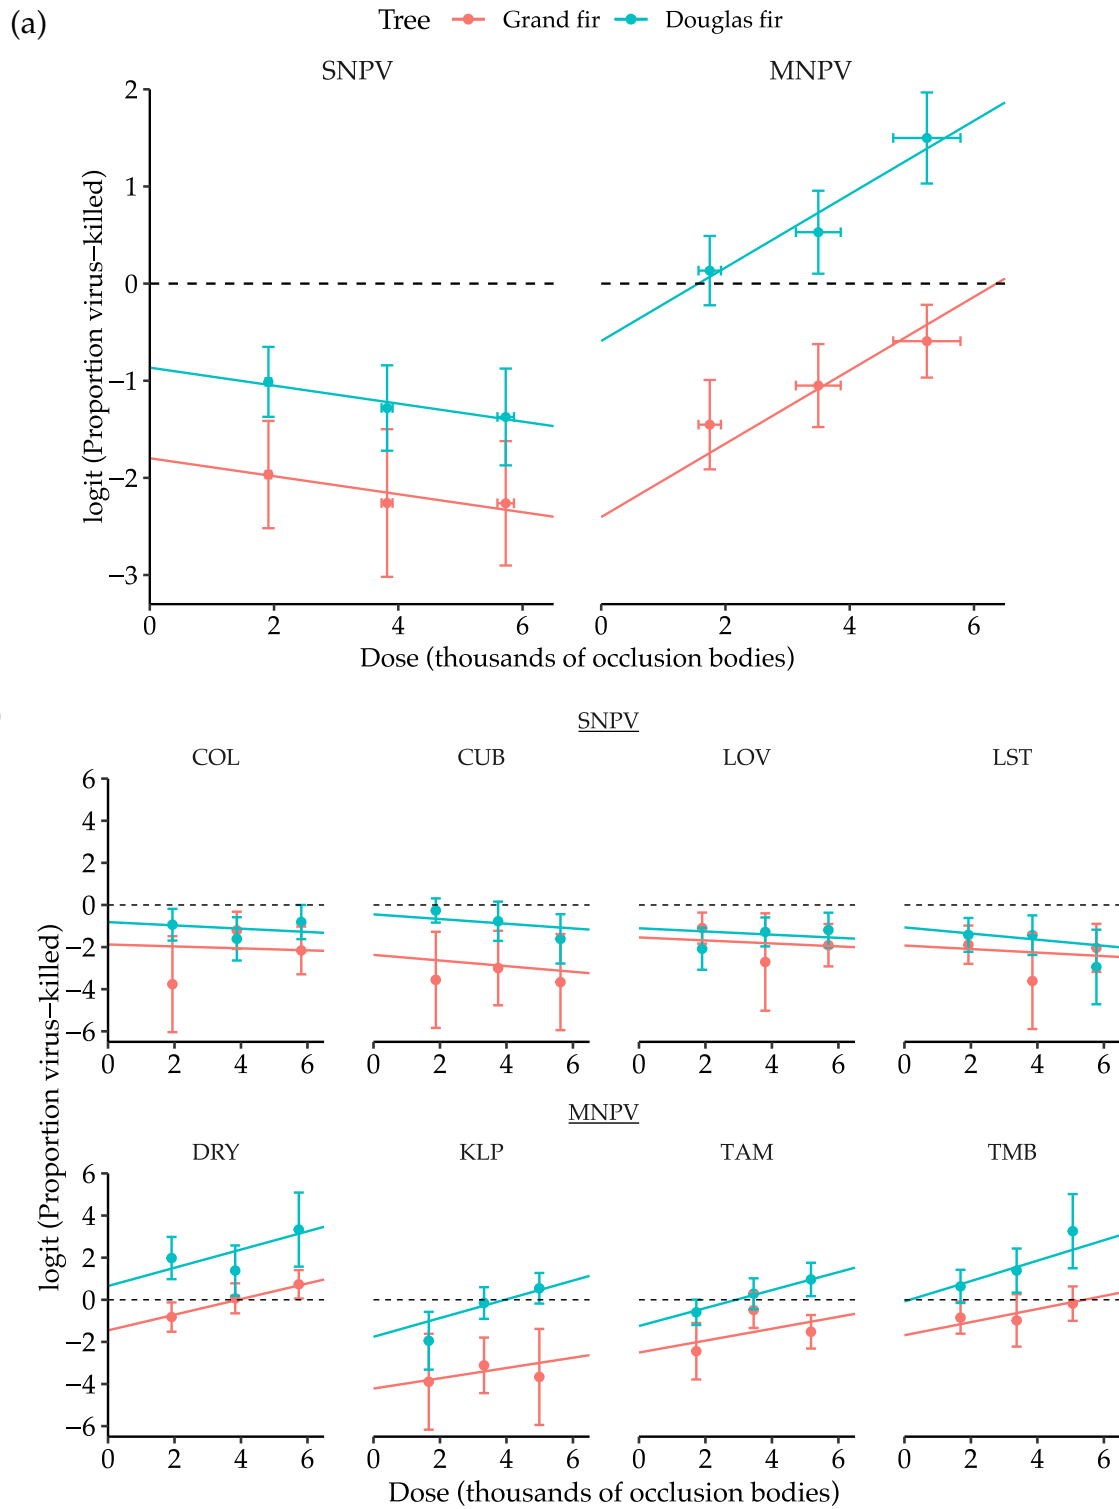 (a)
Tree Grand fir Douglas fir
SNPV MNPV
2
1
0
−1
−2
−3
logit (Proportion virus−killed)
0 2 4 6 0 2 4 6
Dose (thousands of occlusion bodies)
SNPV
COL CUB LOV LST
6
4
2
0
−2
−4
−6
0 2 4 6 0 2 4 6 0 2 4 6 0 2 4 6
logit (Proportion virus−killed)
MNPV
DRY KLP TAM TMB
6
4
2
0
−2
−4
−6
0 2 4 6 0 2 4 6 0 2 4 6 0 2 4 6
Dose (thousands of occlusion bodies)